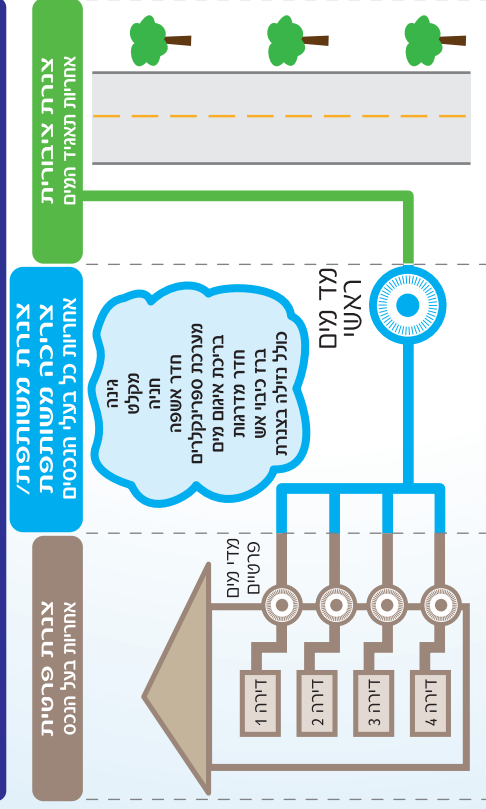 צנרת ציבורית
אחריות תאגיד המים
צנרת משותפת/
צריכה משותפת
אחריות כל בעל הנכסים
צנרת פרטית
אחריות בעל הנכס
מד מים
ראשי
גינה
מקלט
חניה
חדר אשפה
מערכת ספרינקלרים
בריכת איגום מים
חדר מדרגות
ברז כיבוי אש
כולל נזילה בצנרת
מדי מים
פרטיים
דירה 1
דירה 2
דירה 3
דירה 4